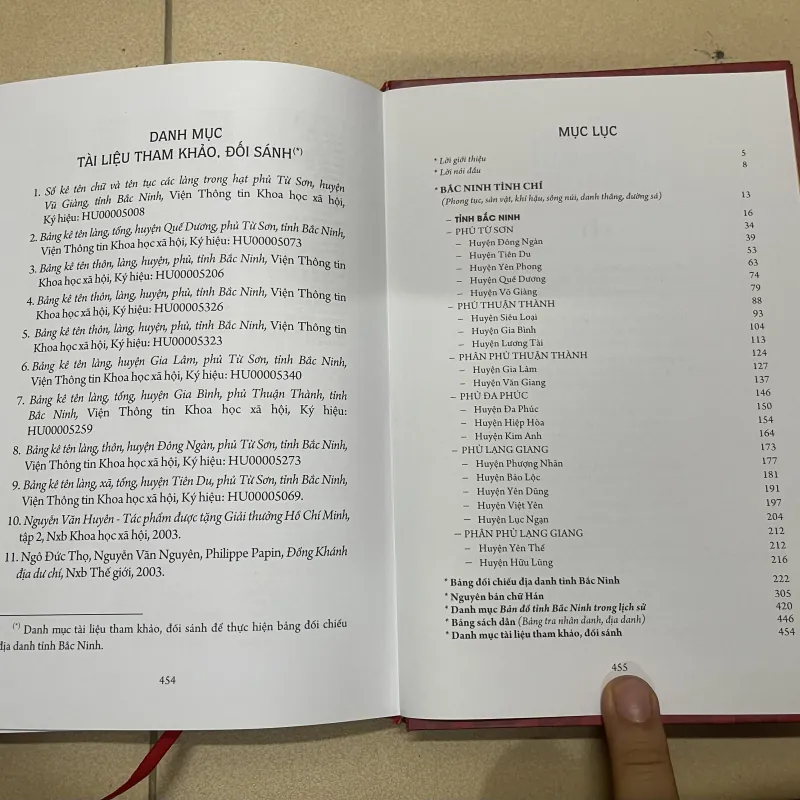 DANH MỤC
TÀI LIỆU THAM KHẢO, ĐỐI SÁNH(*)
1. Sổ kê tên chữ và tên tục các làng trong hạt phủ Từ Sơn, huyện
Vũ Giàng, tỉnh Bắc Ninh, Viện Thông tin Khoa học xã hội,
Ký hiệu: HU00005008
2. Bảng kê tên làng, tổng, huyện Quế Dương, phủ Từ Sơn, tỉnh Bắc Ninh,
Viện Thông tin Khoa học xã hội, Ký hiệu: HU00005073
3. Bảng kê tên thôn, làng, huyện, phủ, tỉnh Bắc Ninh, Viện Thông tin
Khoa học xã hội, Ký hiệu: HU00005206
4. Bảng kê tên thôn, làng, huyện, phủ, tỉnh Bắc Ninh, Viện Thông tin
Khoa học xã hội, Ký hiệu: HU00005326
5. Bảng kê tên thôn, làng, huyện, phủ, tỉnh Bắc Ninh, Viện Thông tin
Khoa học xã hội, Ký hiệu: HU00005323
6. Bảng kê tên làng, huyện Gia Lâm, phủ Từ Sơn, tỉnh Bắc Ninh,
Viện Thông tin Khoa học xã hội, Ký hiệu: HU00005340
7. Bảng kê tên làng, tổng, huyện Gia Bình, phủ Thuận Thành, tỉnh
Bắc Ninh, Viện Thông tin Khoa học xã hội, Ký hiệu:
HU00005259
8. Bảng kê tên làng, thôn, huyện Đông Ngàn, phủ Từ Sơn, tỉnh Bắc Ninh,
Viện Thông tin Khoa học xã hội, Ký hiệu: HU00005273
9. Bảng kê tên làng, xã, tổng, huyện Tiên Du, phủ Từ Sơn, tỉnh Bắc Ninh,
Viện Thông tin Khoa học xã hội, Ký hiệu: HU00005069.
10. Nguyễn Văn Huyên - Tác phẩm được tặng Giải thưởng Hồ Chí Minh,
tập 2, Nxb Khoa học xã hội, 2003.
11. Ngô Đức Thọ, Nguyễn Văn Nguyên, Philippe Papin, Đồng Khánh
địa dư chí, Nxb Thế giới, 2003.
(*) Danh mục tài liệu tham khảo, đối sánh để thực hiện bảng đối chiếu
địa danh tỉnh Bắc Ninh.
454
MỤC LỤC
* Lời giới thiệu 5
* Lời nói đầu 8
* BẮC NINH TỈNH CHÍ
(Phong tục, sản vật, khí hậu, sông núi, danh thắng, đường sá) 13
– TỈNH BẮC NINH 16
– PHỦ TỪ SƠN 34
– Huyện Đông Ngàn 39
– Huyện Tiên Du 53
– Huyện Yên Phong 63
– Huyện Quế Dương 74
– Huyện Võ Giàng 79
– PHỦ THUẬN THÀNH 88
– Huyện Siêu Loại 93
– Huyện Gia Bình 104
– Huyện Lương Tài 113
– PHÂN PHỦ THUẬN THÀNH 124
– Huyện Gia Lâm 127
– Huyện Văn Giang 137
– PHỦ ĐA PHÚC 146
– Huyện Đa Phúc 150
– Huyện Hiệp Hòa 154
– Huyện Kim Anh 164
– PHỦ LẠNG GIANG 173
– Huyện Phượng Nhãn 177
– Huyện Bảo Lộc 181
– Huyện Yên Dũng 191
– Huyện Việt Yên 197
– Huyện Lục Ngạn 204
– PHÂN PHỦ LẠNG GIANG 212
– Huyện Yên Thế 212
– Huyện Hữu Lũng 216
* Bảng đối chiếu địa danh tỉnh Bắc Ninh 222
* Nguyên bản chữ Hán 305
* Danh mục Bản đồ tỉnh Bắc Ninh trong lịch sử 420
* Bảng sách dẫn (Bảng tra nhân danh, địa danh) 446
* Danh mục tài liệu tham khảo, đối sánh 454
455